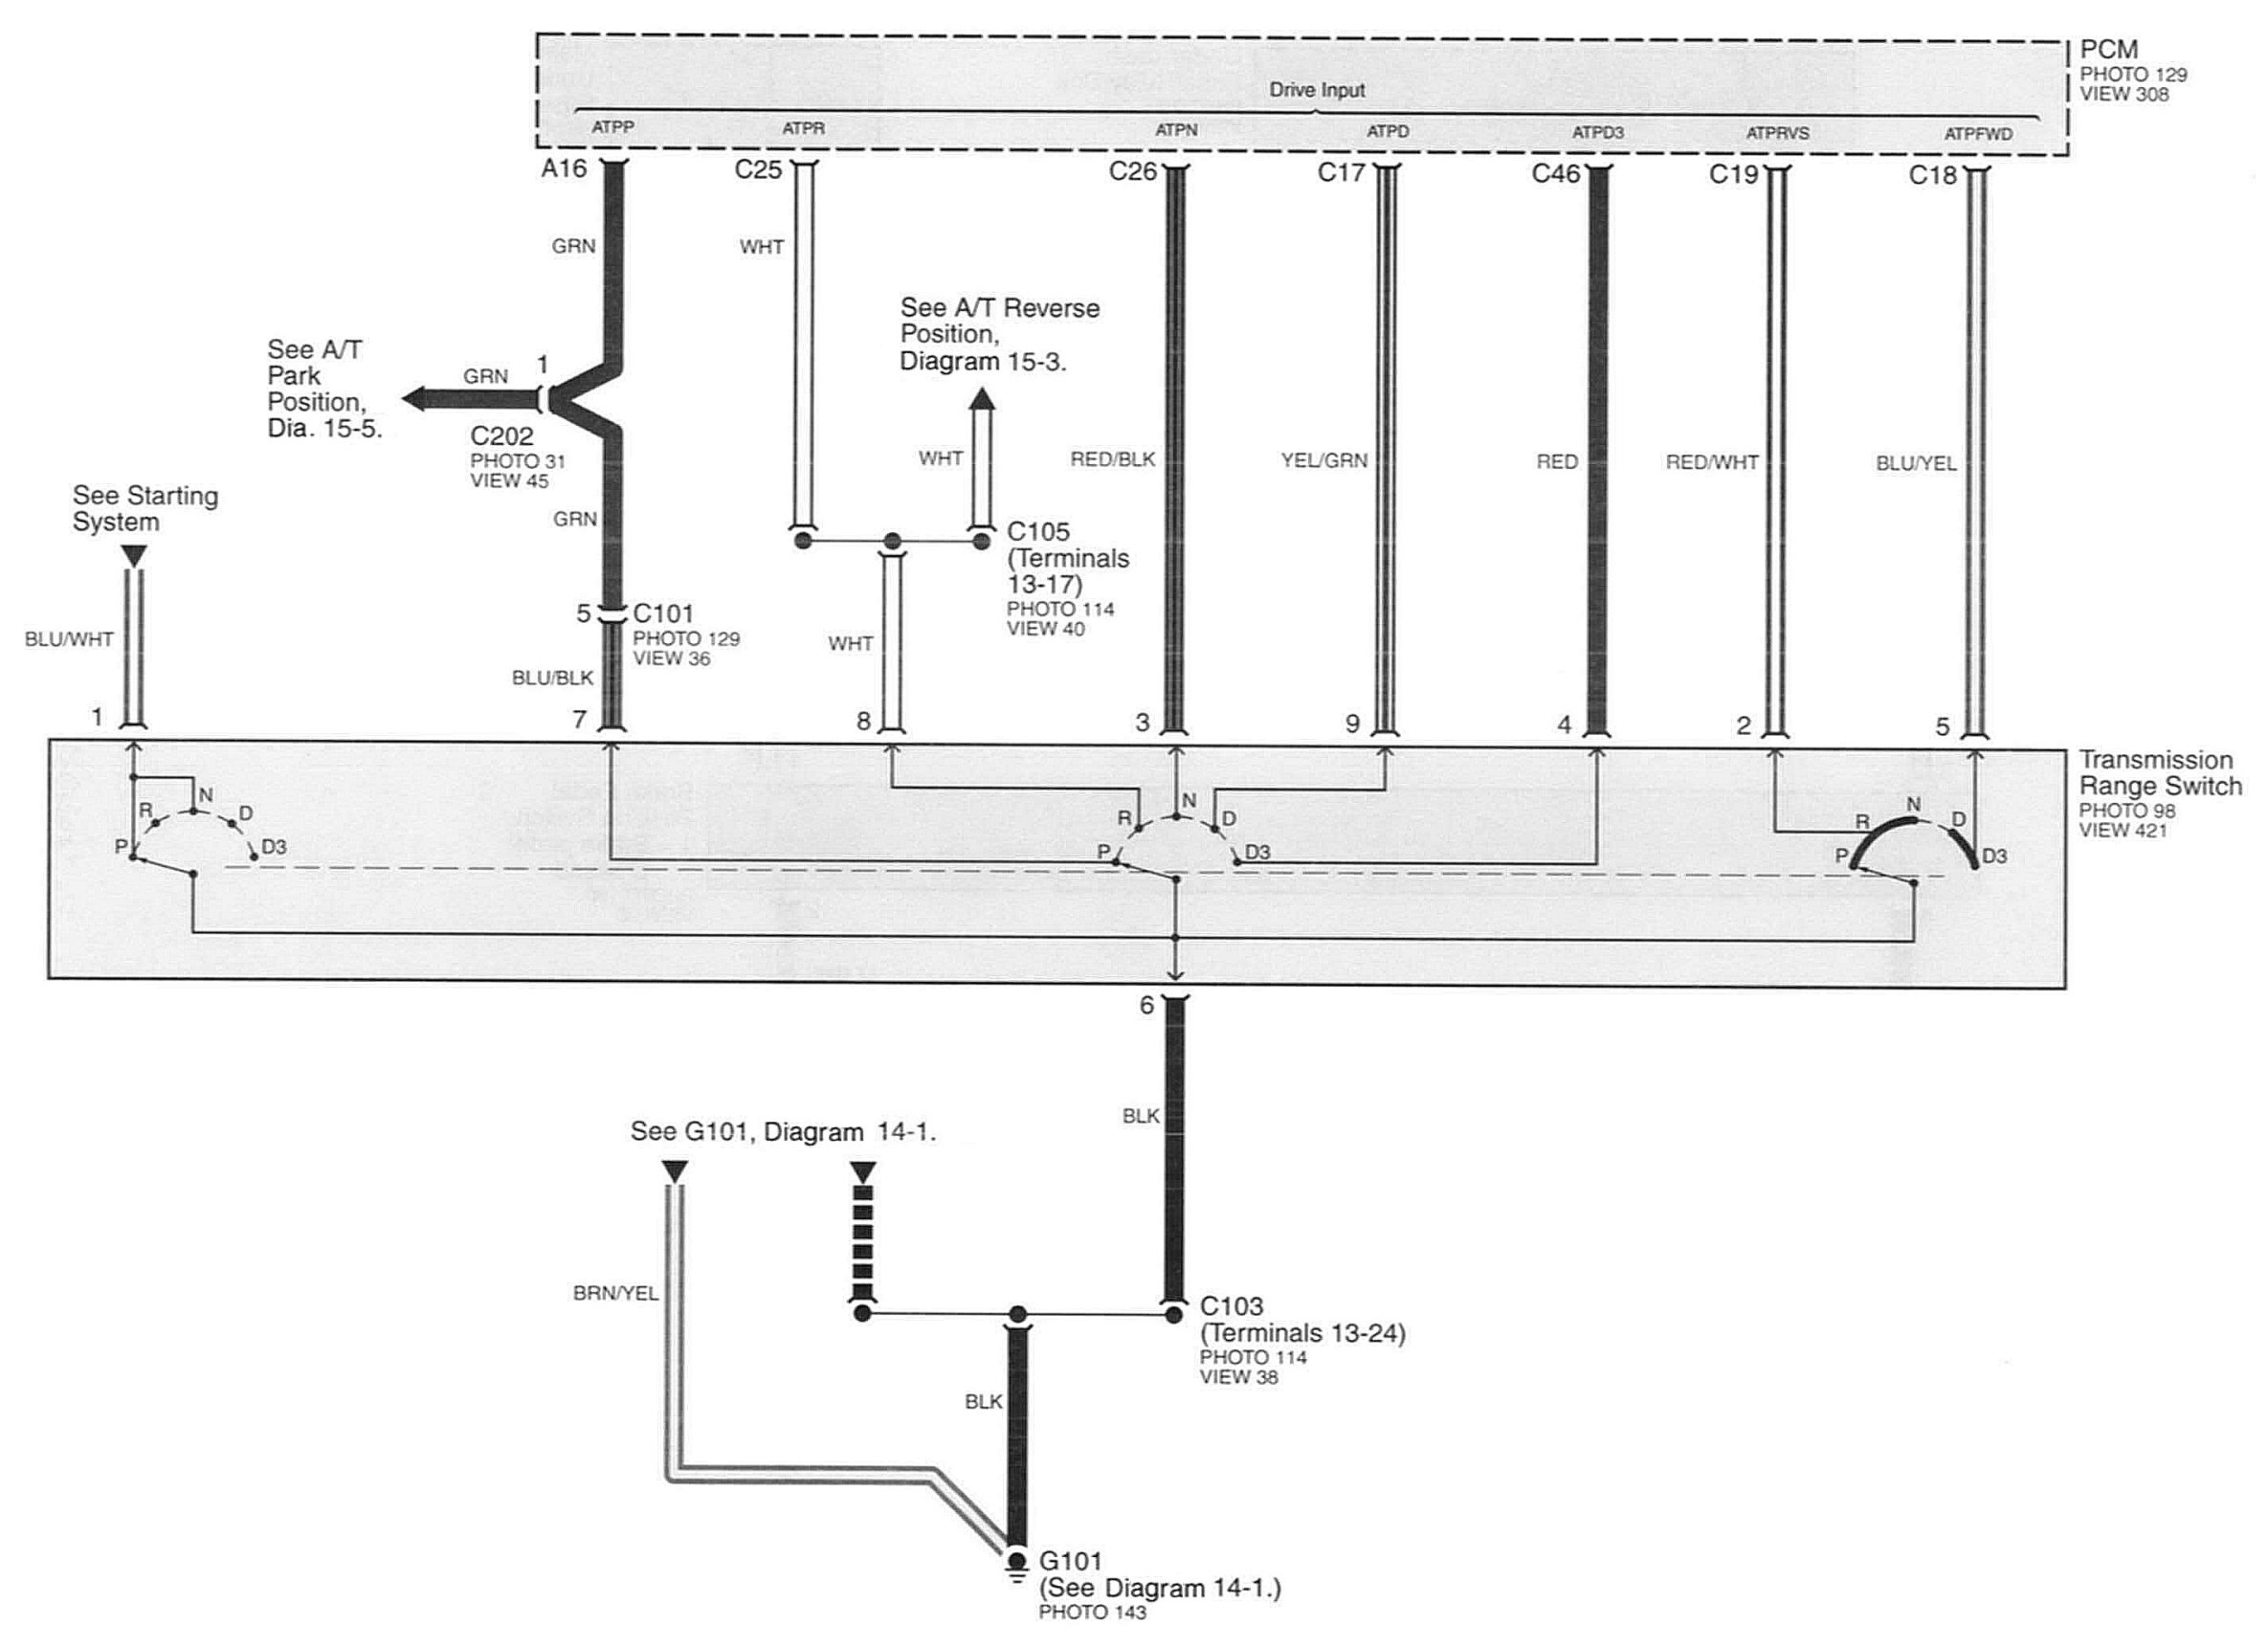 PCM
PHOTO 129
VIEW 308
Drive Input
ATPP
ATPR
ATPN
ATPD
ATPD3
ATPRVS
ATPFWD
A16
C25
C26
C17
C46
C19
C18
GRN
WHT
See A/T Reverse
Position,
Diagram 15-3.
See A/T
Park
Position,
Dia. 15-5.
GRN
1
C202
PHOTO 31
VIEW 45
WHT
RED/BLK
YEL/GRN
RED
RED/WHT
BLU/YEL
See Starting
System
GRN
C105
(Terminals
13-17)
PHOTO 114
VIEW 40
5
C101
PHOTO 129
VIEW 36
BLU/WHT
WHT
BLU/BLK
1
7
8
3
9
4
2
5
Transmission
Range Switch
PHOTO 98
VIEW 421
P
R
N
D
D3
P
R
N
D
D3
P
R
N
D
D3
6
BLK
See G101, Diagram 14-1.
BRN/YEL
C103
(Terminals 13-24)
PHOTO 114
VIEW 38
BLK
G101
(See Diagram 14-1.)
PHOTO 143